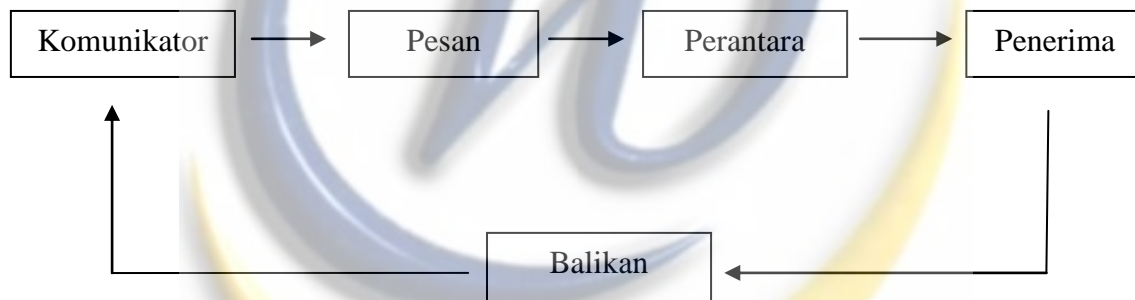 Komunikator
Pesan
Perantara
Penerima
Balikan